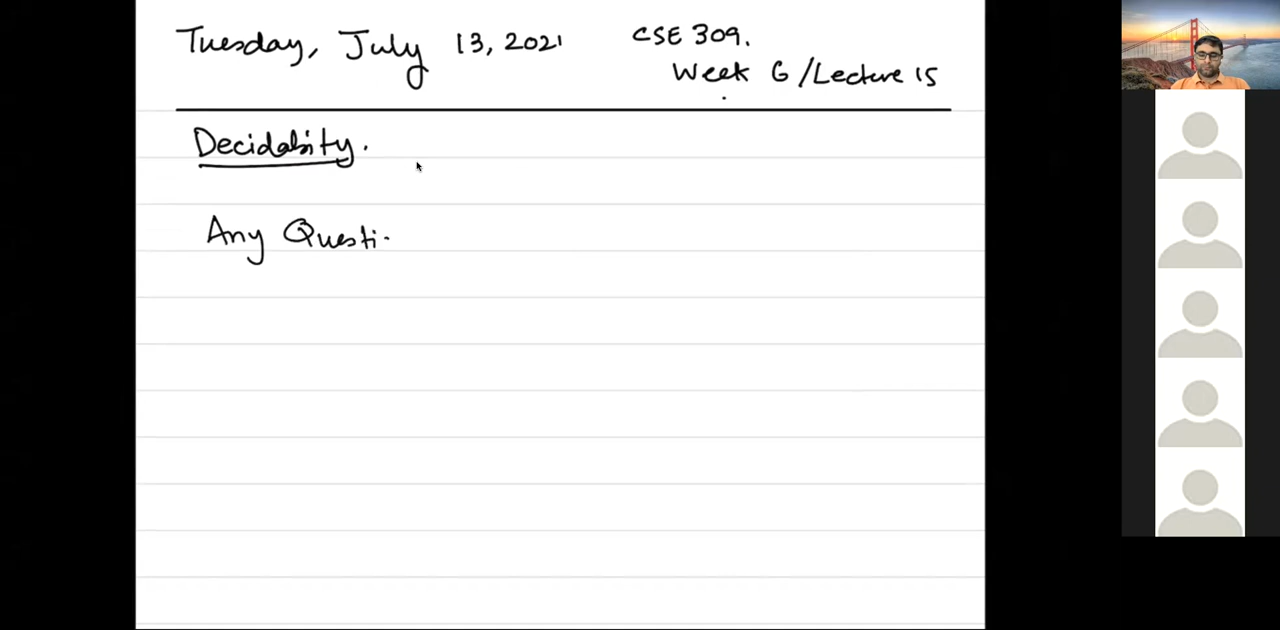 Tuesday, July 13, 2021 CSE 309.
Week 6 / Lecture 15
Decidability.
Any Questi.